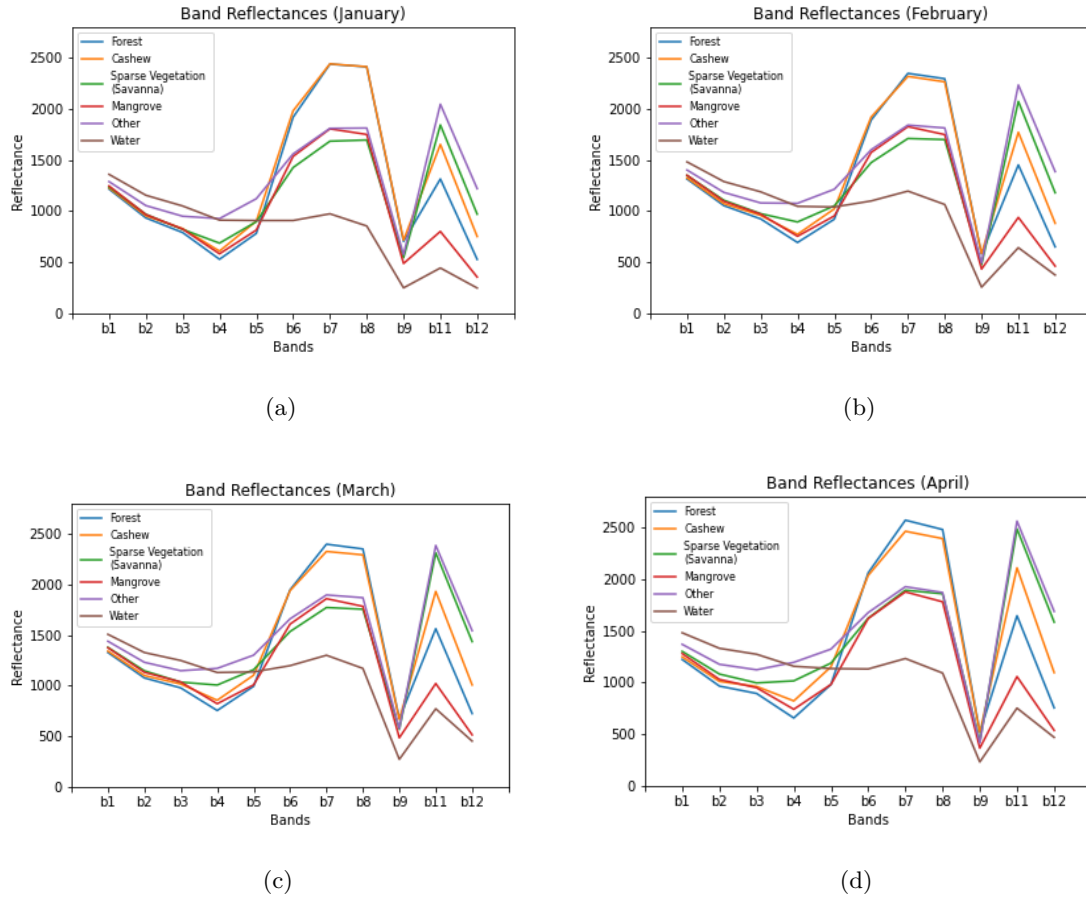 Band Reflectances (January)
2500
2000
1500
1000
500
0
Reflectance
Forest
Cashew
Sparse Vegetation
(Savanna)
Mangrove
Other
Water
b1 b2 b3 b4 b5 b6 b7 b8 b9 b11 b12
Bands
(a)
Band Reflectances (February)
2500
2000
1500
1000
500
0
Reflectance
Forest
Cashew
Sparse Vegetation
(Savanna)
Mangrove
Other
Water
b1 b2 b3 b4 b5 b6 b7 b8 b9 b11 b12
Bands
(b)
Band Reflectances (March)
2500
2000
1500
1000
500
0
Reflectance
Forest
Cashew
Sparse Vegetation
(Savanna)
Mangrove
Other
Water
b1 b2 b3 b4 b5 b6 b7 b8 b9 b11 b12
Bands
(c)
Band Reflectances (April)
2500
2000
1500
1000
500
0
Reflectance
Forest
Cashew
Sparse Vegetation
(Savanna)
Mangrove
Other
Water
b1 b2 b3 b4 b5 b6 b7 b8 b9 b11 b12
Bands
(d)